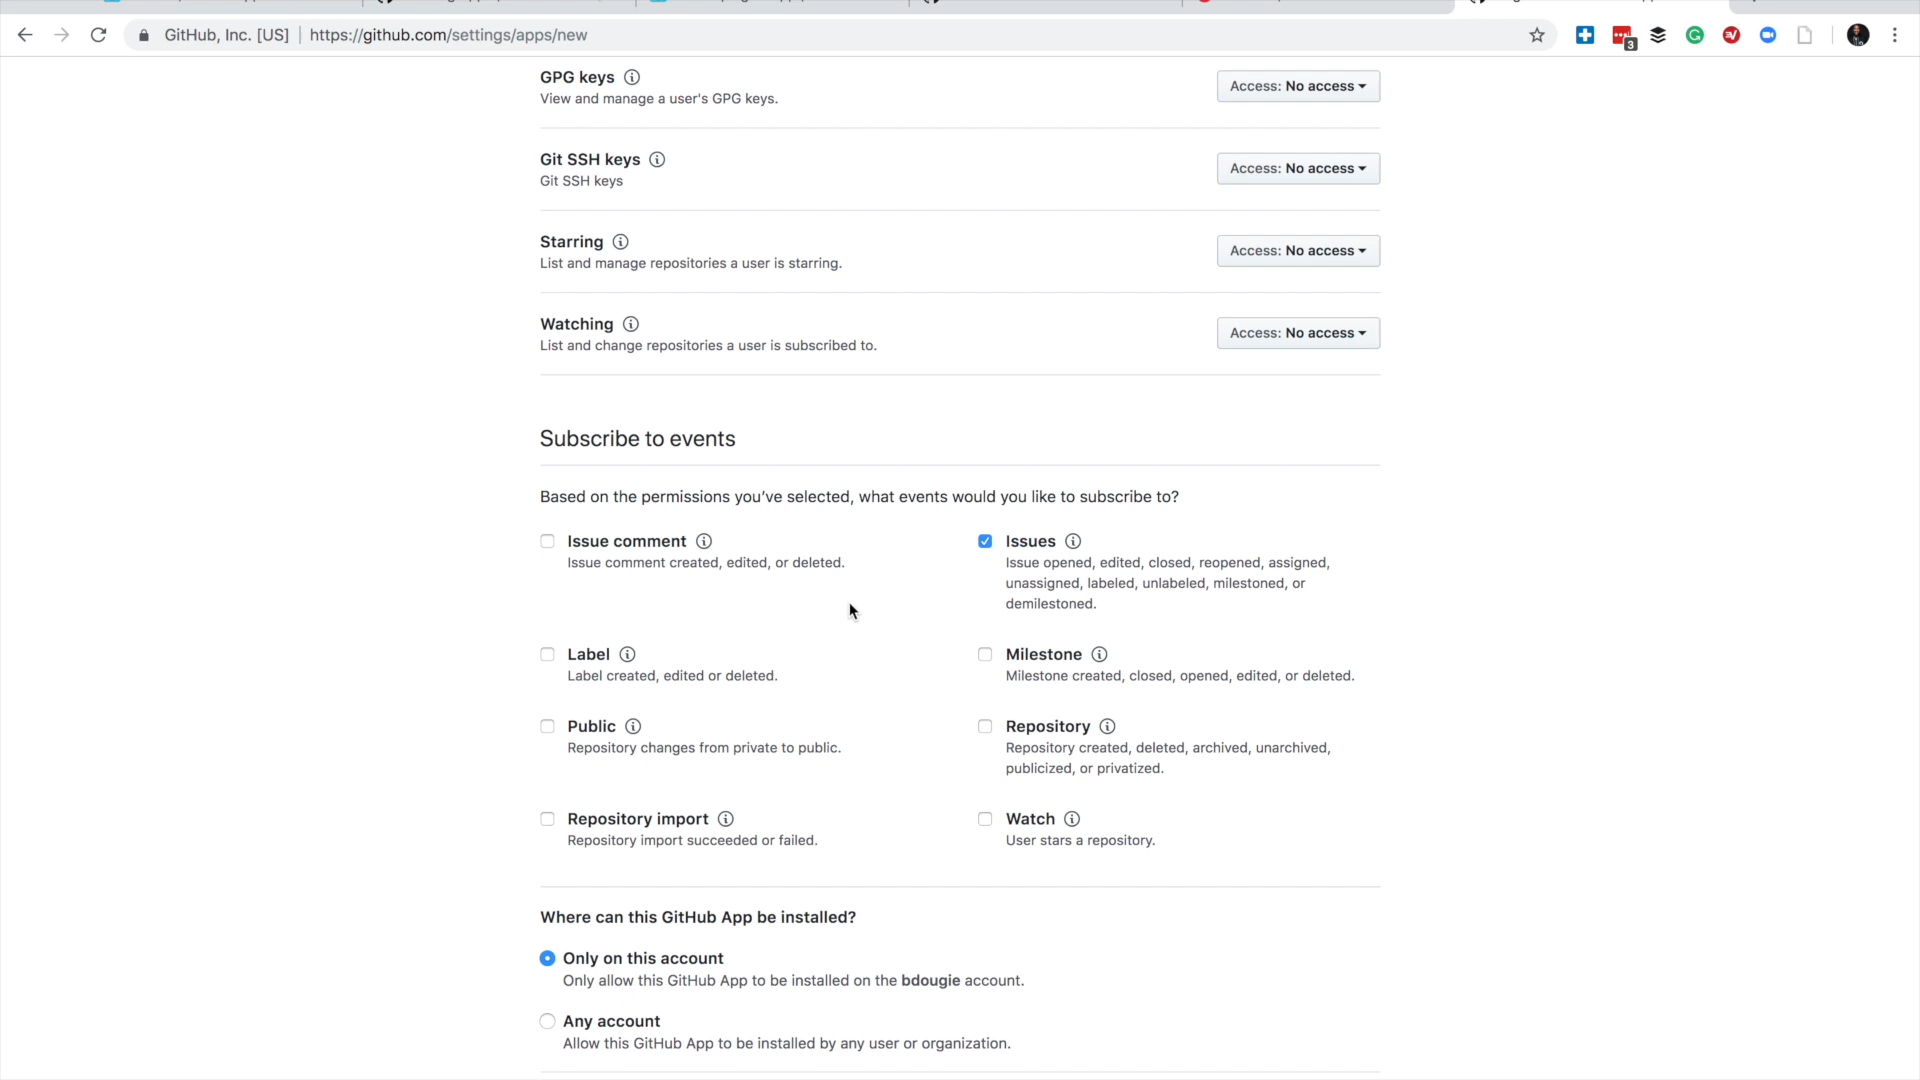 GitHub, Inc. [US] | https://github.com/settings/apps/new
3
GPG keys
View and manage a user's GPG keys.
Access: No access
Git SSH keys
Git SSH keys
Access: No access
Starring
List and manage repositories a user is starring.
Access: No access
Watching
List and change repositories a user is subscribed to.
Access: No access
Subscribe to events
Based on the permissions you've selected, what events would you like to subscribe to?
Issue comment
Issue comment created, edited, or deleted.
Issues
Issue opened, edited, closed, reopened, assigned,
unassigned, labeled, unlabeled, milestoned, or
demilestoned.
Label
Label created, edited or deleted.
Milestone
Milestone created, closed, opened, edited, or deleted.
Public
Repository changes from private to public.
Repository
Repository created, deleted, archived, unarchived,
publicized, or privatized.
Repository import
Repository import succeeded or failed.
Watch
User stars a repository.
Where can this GitHub App be installed?
Only on this account
Only allow this GitHub App to be installed on the bdougie account.
Any account
Allow this GitHub App to be installed by any user or organization.